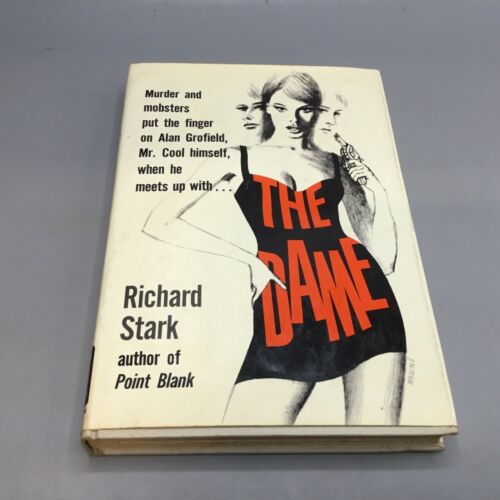 Murder and
mobsters
put the finger
on Alan Grofield,
Mr. Cool himself,
when he
meets up with...
THE
DAME
Richard
Stark
author of
Point Blank